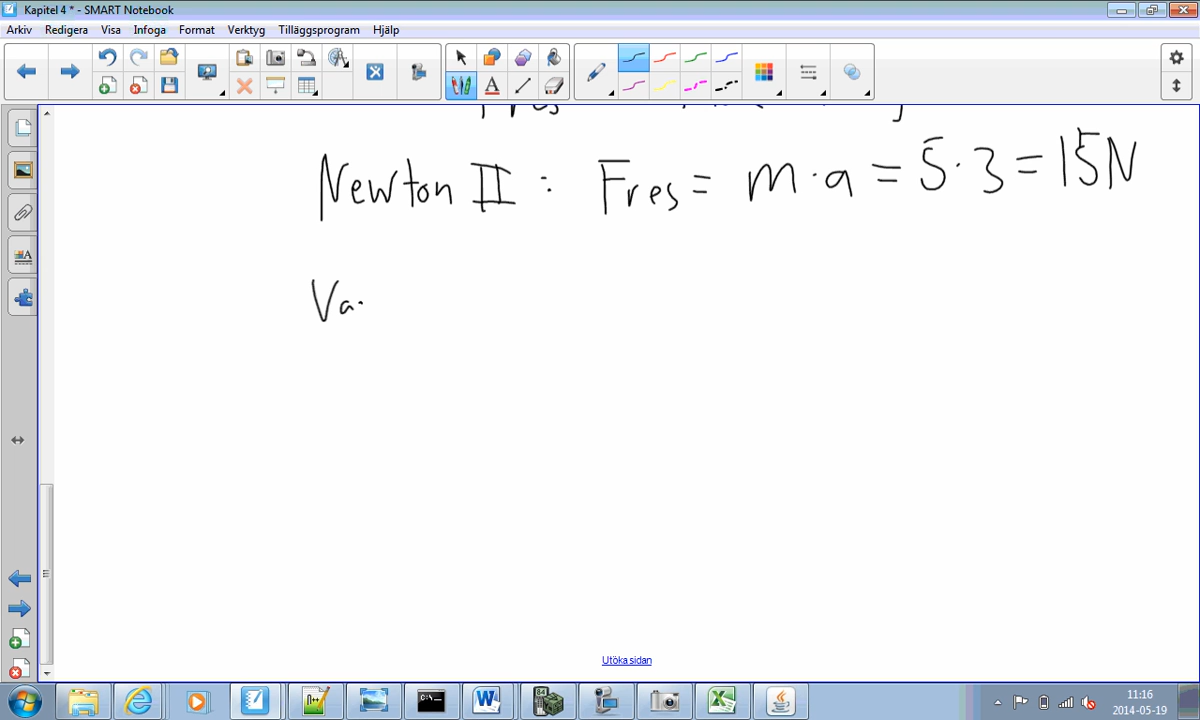 Kapitel 4 * - SMART Notebook
Arkiv Redigera Visa Infoga Format Verktyg Tilläggsprogram Hjälp
Fres
Newton II : Fres = m · a = 5 · 3 = 15N
Va
Utöka sidan
11:16
2014-05-19